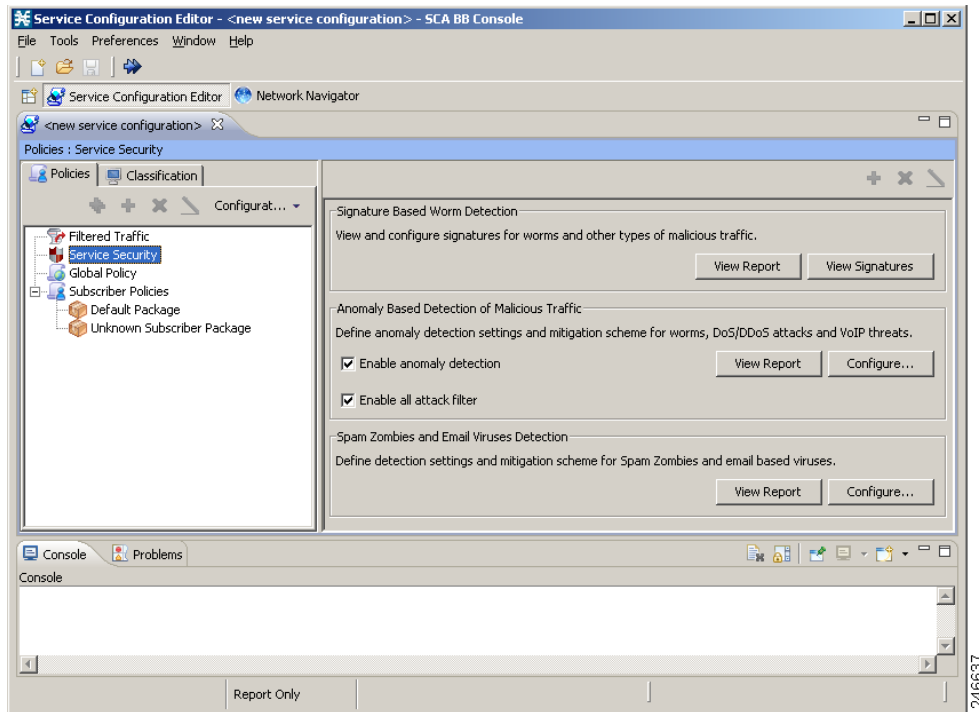 Service Configuration Editor - <new service configuration> - SCA BB Console
File Tools Preferences Window Help
Service Configuration Editor Network Navigator
<new service configuration>
Policies : Service Security
Policies Classification
Configurat...
Filtered Traffic
Service Security
Global Policy
Subscriber Policies
Default Package
Unknown Subscriber Package
Signature Based Worm Detection
View and configure signatures for worms and other types of malicious traffic.
View Report View Signatures
Anomaly Based Detection of Malicious Traffic
Define anomaly detection settings and mitigation scheme for worms, DoS/DDoS attacks and VoIP threats.
Enable anomaly detection View Report Configure...
Enable all attack filter
Spam Zombies and Email Viruses Detection
Define detection settings and mitigation scheme for Spam Zombies and email based viruses.
View Report Configure...
Console Problems
Console
Report Only
246637